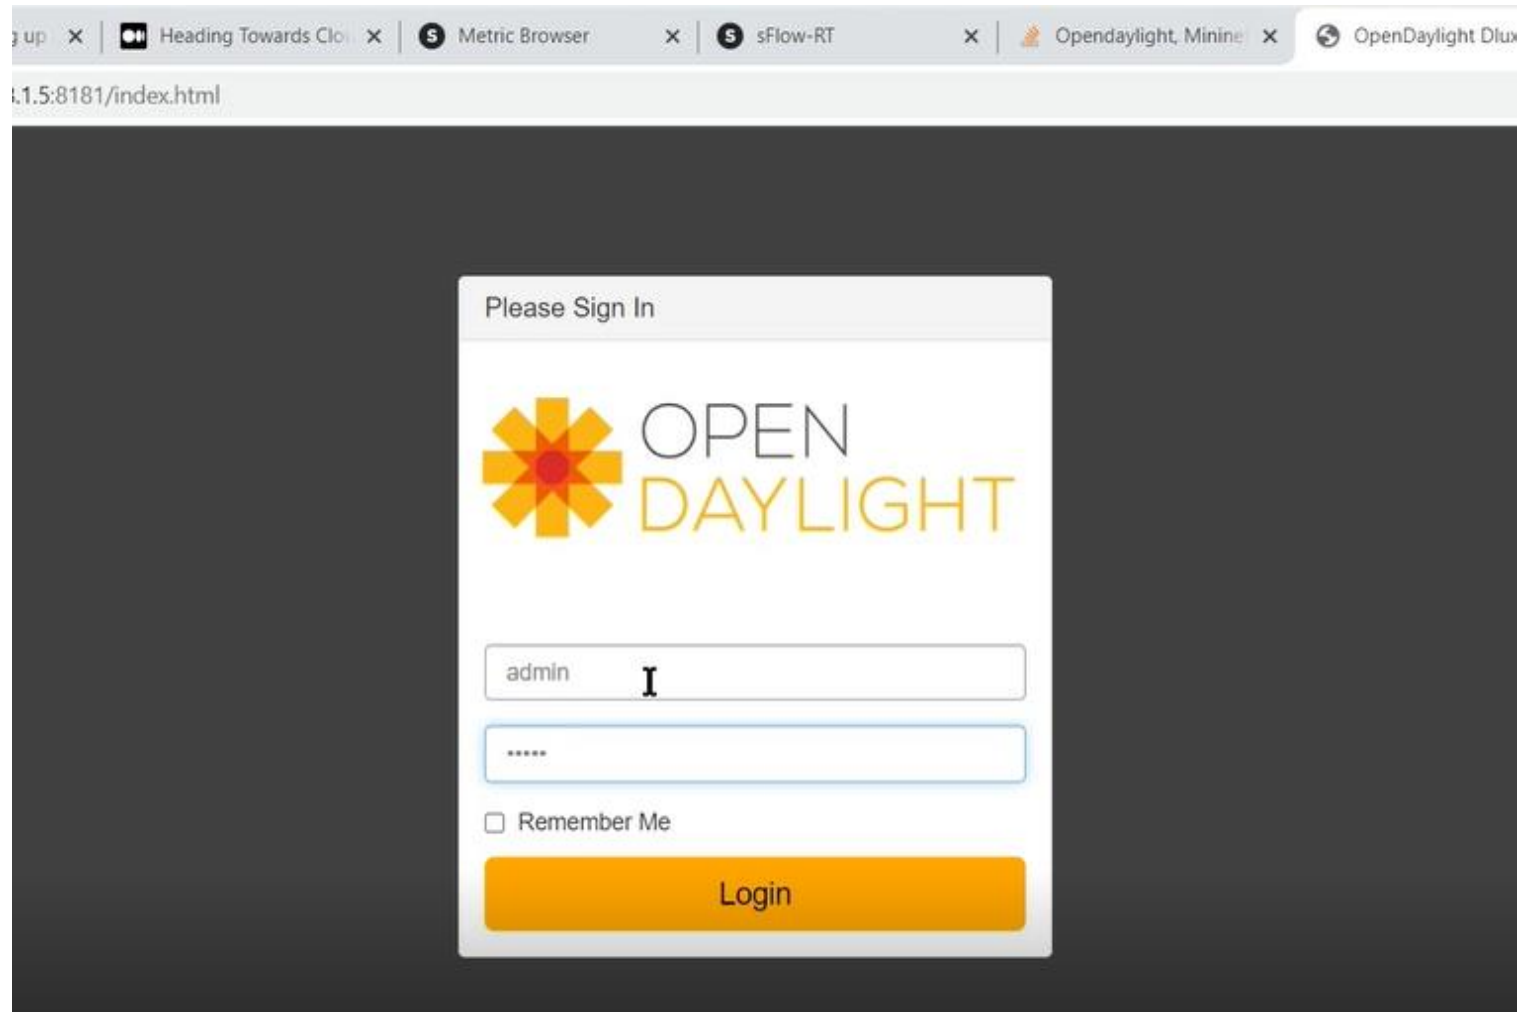 g up
Heading Towards Clo
Metric Browser
sFlow-RT
Opendaylight, Minine
OpenDaylight Dlux
.1.5:8181/index.html
Please Sign In
OPEN
DAYLIGHT
admin
•••••
Remember Me
Login